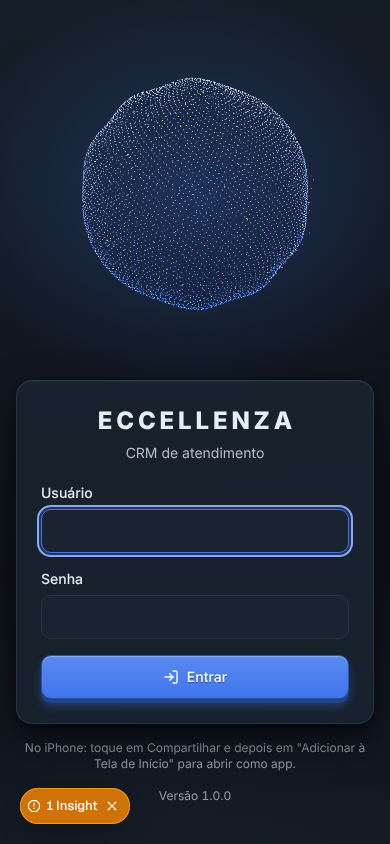 ECCELLENZA
CRM de atendimento
Usuário
Senha
Entrar
No iPhone: toque em Compartilhar e depois em "Adicionar à
Tela de Início" para abrir como app.
Versão 1.0.0
1 Insight